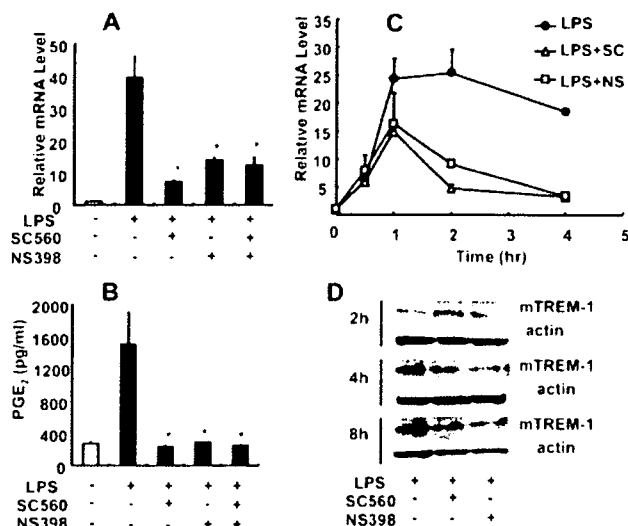 A
Relative mRNA Level
50
40
30
20
10
0
LPS - + + + +
SC560 - - + - +
NS398 - - - + +
B
PGE2 (pg/ml)
2000
1600
1200
800
400
0
LPS - + + + +
SC560 - - + - +
NS398 - - - + +
C
LPS
LPS+SC
LPS+NS
Relative mRNA Level
35
30
25
20
15
10
5
0 1 2 3 4 5
Time (hr)
D
2h mTREM-1
actin
4h mTREM-1
actin
8h mTREM-1
actin
LPS + + +
SC560 - + -
NS398 - - +